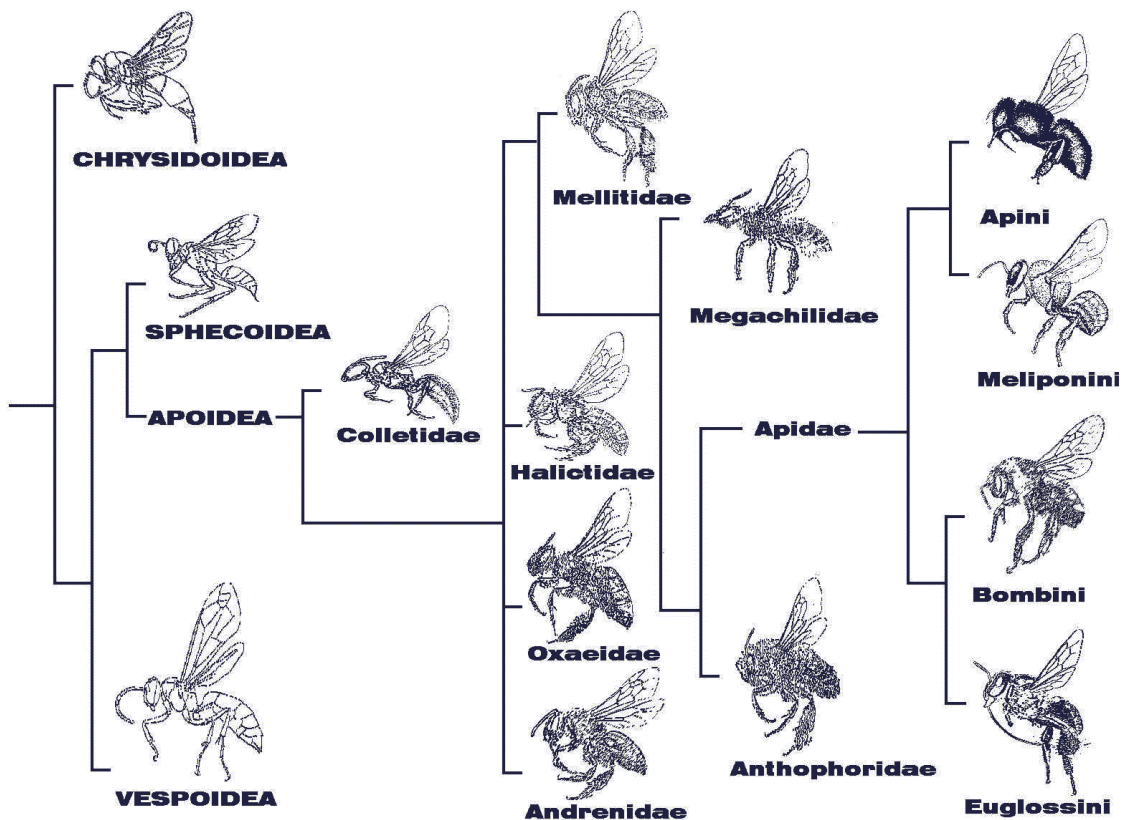 CHRYSIDOIDEA
SPHECOIDEA
APOIDEA
VESPOIDEA
Colletidae
Mellitidae
Halictidae
Oxaeidae
Andrenidae
Megachilidae
Apidae
Anthophoridae
Apini
Meliponini
Bombini
Euglossini